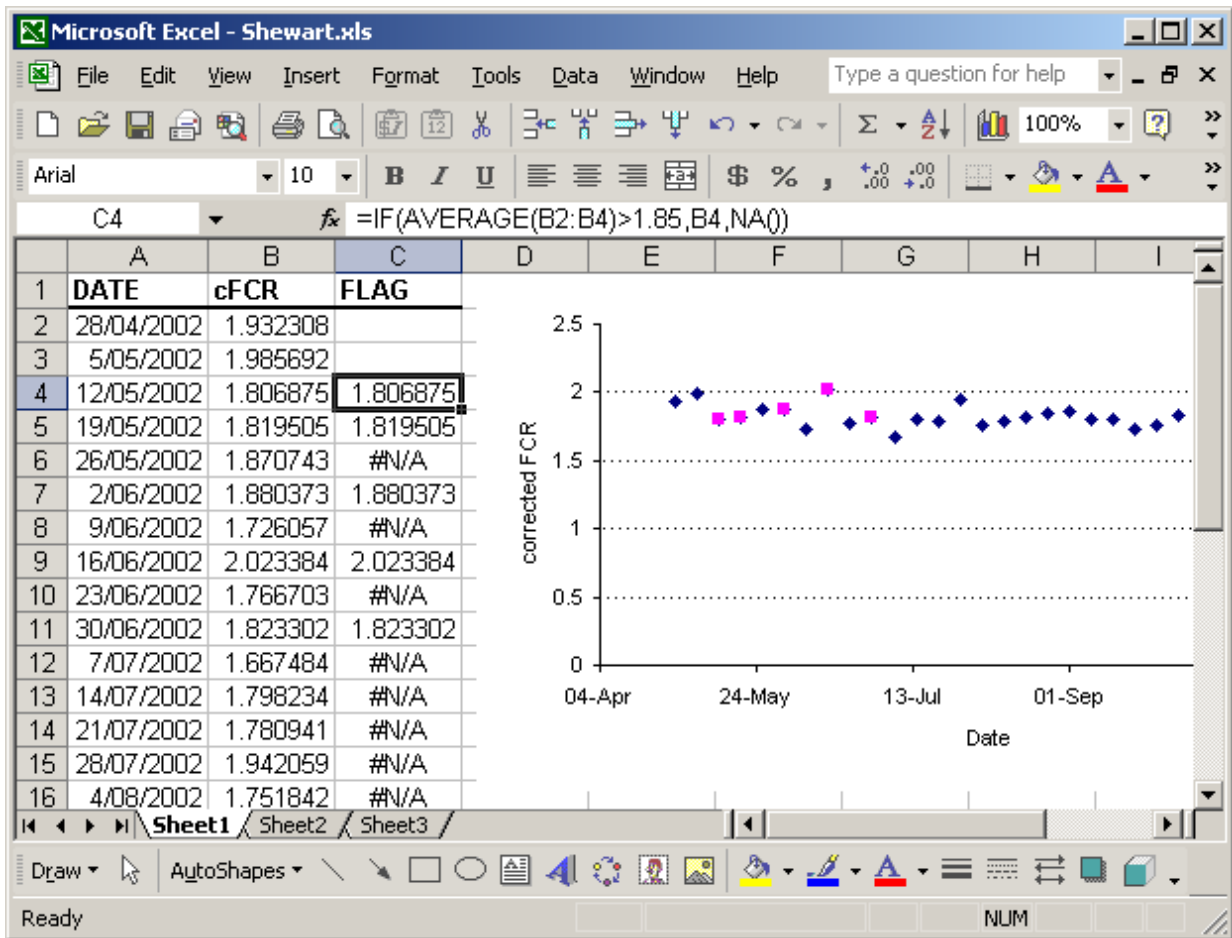 Microsoft Excel - Shewart.xls
File Edit View Insert Format Tools Data Window Help Type a question for help
100%
Arial 10 B I U $ % ,
C4 fx =IF(AVERAGE(B2:B4)>1.85,B4,NA())
A B C D E F G H I
1 DATE cFCR FLAG
2 28/04/2002 1.932308
3 5/05/2002 1.985692
4 12/05/2002 1.806875 1.806875
5 19/05/2002 1.819505 1.819505
6 26/05/2002 1.870743 #N/A
7 2/06/2002 1.880373 1.880373
8 9/06/2002 1.726057 #N/A
9 16/06/2002 2.023384 2.023384
10 23/06/2002 1.766703 #N/A
11 30/06/2002 1.823302 1.823302
12 7/07/2002 1.667484 #N/A
13 14/07/2002 1.798234 #N/A
14 21/07/2002 1.780941 #N/A
15 28/07/2002 1.942059 #N/A
16 4/08/2002 1.751842 #N/A
2.5
2
1.5
1
0.5
0
corrected FCR
04-Apr 24-May 13-Jul 01-Sep
Date
Sheet1 Sheet2 Sheet3
Draw AutoShapes
Ready NUM